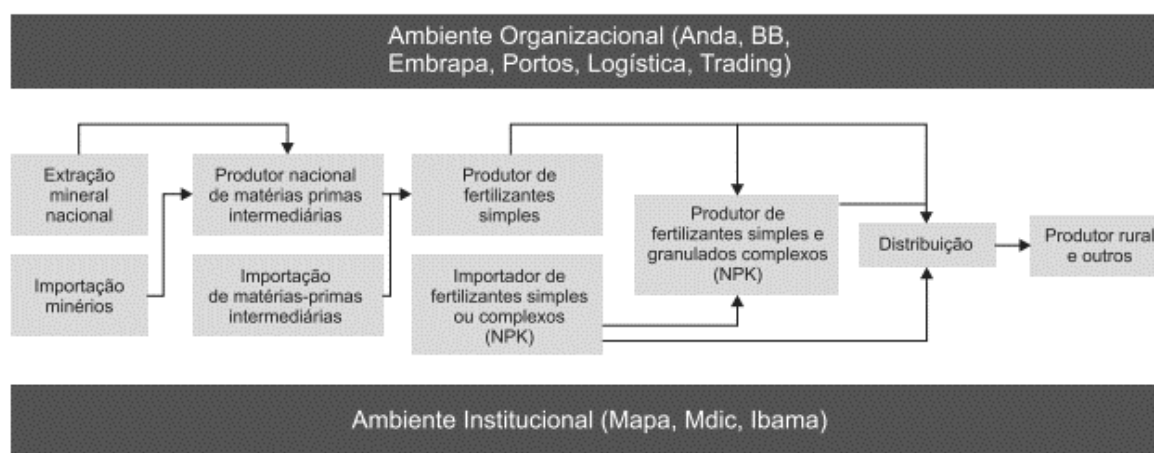 Ambiente Organizacional (Anda, BB,
Embrapa, Portos, Logística, Trading)
Extração
mineral
nacional
Produtor nacional
de matérias primas
intermediárias
Produtor de
fertilizantes
simples
Importação
minérios
Importação
de matérias-primas
intermediárias
Importador de
fertilizantes simples
ou complexos
(NPK)
Produtor de
fertilizantes simples e
granulados complexos
(NPK)
Distribuição
Produtor rural
e outros
Ambiente Institucional (Mapa, Mdic, Ibama)